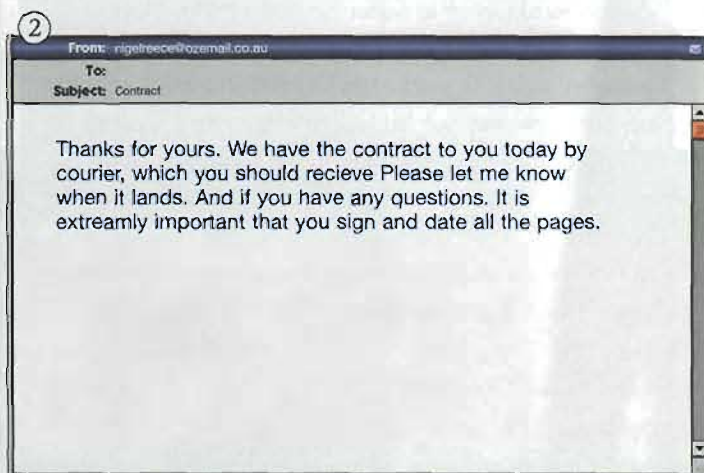 2
From: nigelreece@ozemail.co.au
To:
Subject: Contract
Thanks for yours. We have the contract to you today by
courier, which you should recieve Please let me know
when it lands. And if you have any questions. It is
extreamly important that you sign and date all the pages.